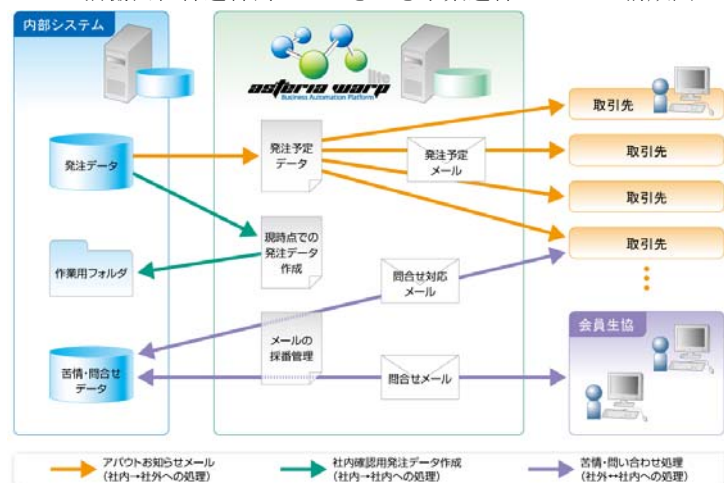 内部システム
asteria warp
lite
Business Automation Platform
発注データ
発注予定
データ
発注予定
メール
取引先
取引先
取引先
取引先
現時点での
発注データ
作成
作業用フォルダ
問合せ対応
メール
メールの
採番管理
苦情・問合せ
データ
問合せメール
会員生協
アバウトお知らせメール
(社内→社外への処理)
社内確認用発注データ作成
(社内→社内への処理)
苦情・問い合わせ処理
(社外↔社内への処理)